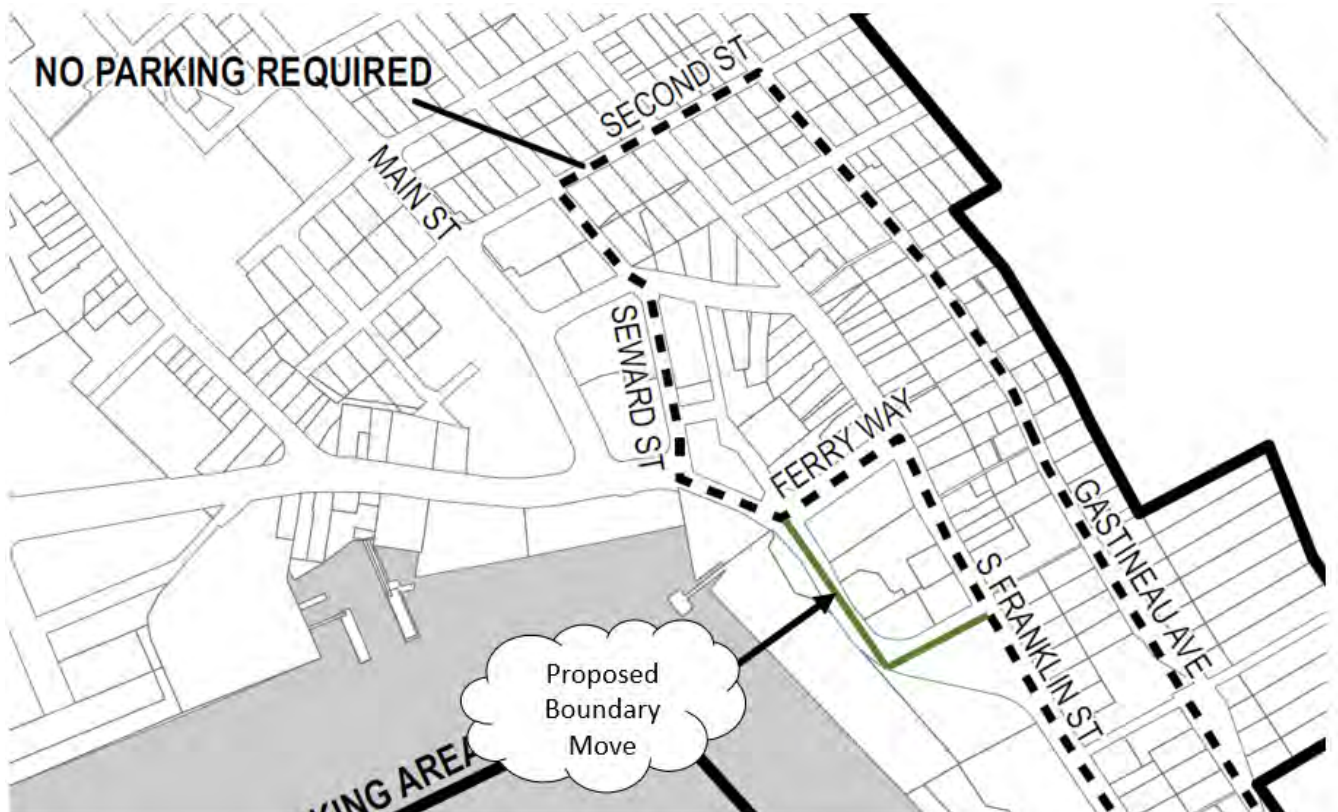 NO PARKING REQUIRED
SECOND ST
MAIN ST
SEWARD ST
FERRY WAY
GASTINEAU AVE
S FRANKLIN ST
Proposed
Boundary
Move
KING AREA